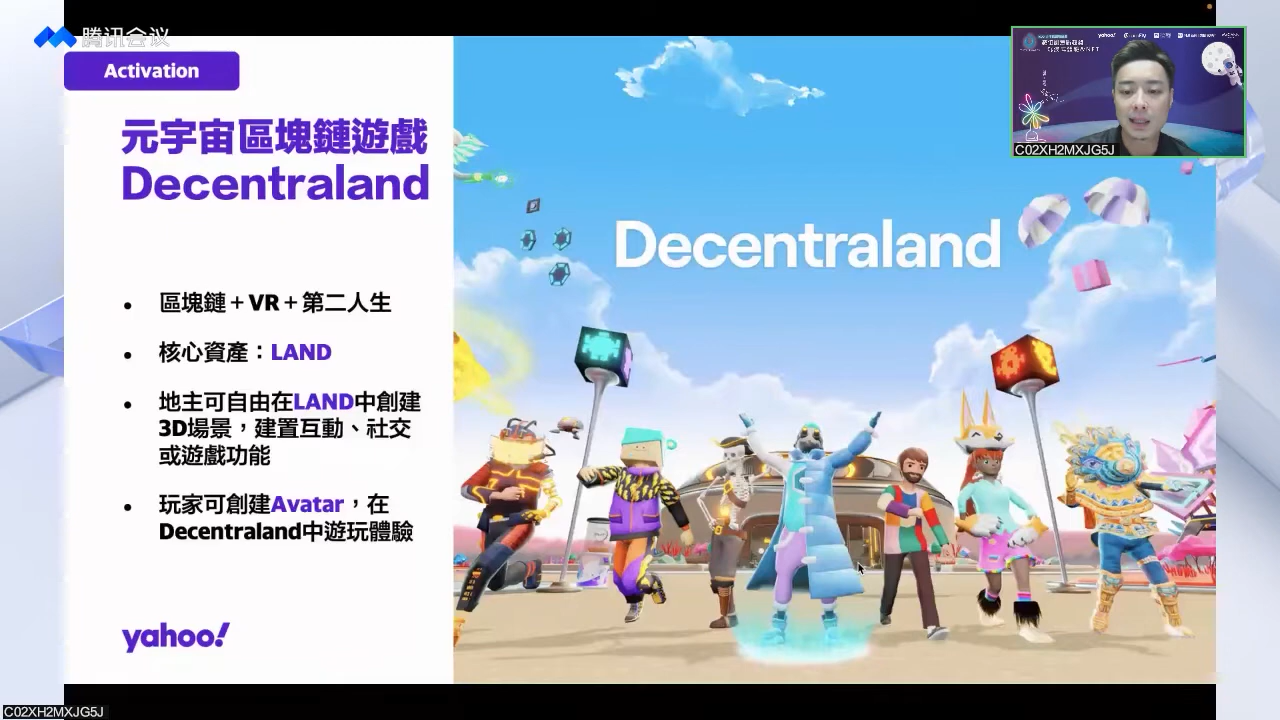 腾讯会议
Activation
元宇宙區塊鏈遊戲
Decentraland
區塊鏈＋VR＋第二人生
核心資產：LAND
地主可自由在LAND中創建
3D場景，建置互動、社交
或遊戲功能
玩家可創建Avatar，在
Decentraland中遊玩體驗
yahoo!
Decentraland
yahoo!
C02XH2MXJG5J
C02XH2MXJG5J